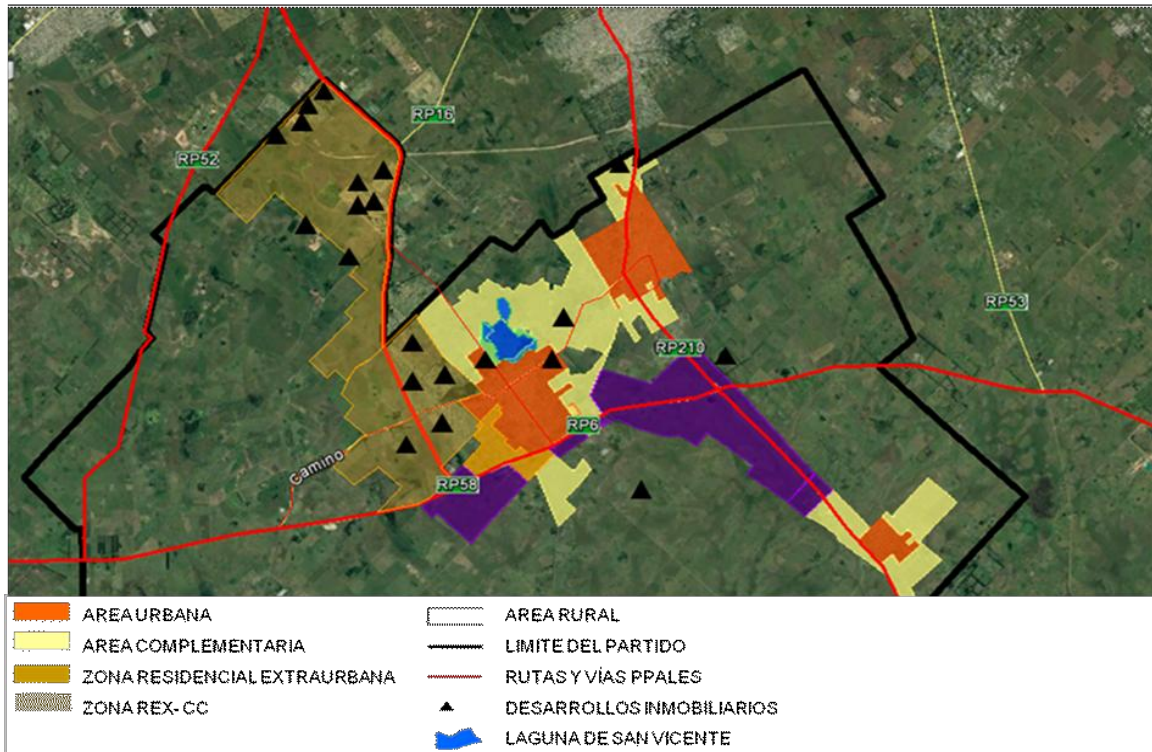 RP16
RP52
RP53
RP210
RP6
Camino
RP58
AREA URBANA
AREA COMPLEMENTARIA
ZONA RESIDENCIAL EXTRAURBANA
ZONA REX-CC
AREA RURAL
LIMITE DEL PARTIDO
RUTAS Y VÍAS PPALES
DESARROLLOS INMOBILIARIOS
LAGUNA DE SAN VICENTE